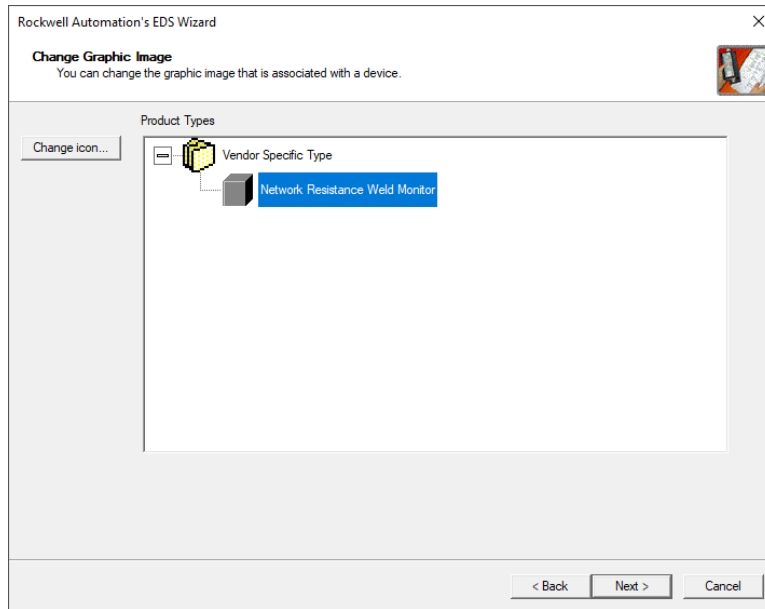 Rockwell Automation's EDS Wizard
Change Graphic Image
You can change the graphic image that is associated with a device.
Product Types
Change icon...
Vendor Specific Type
Network Resistance Weld Monitor
< Back
Next >
Cancel